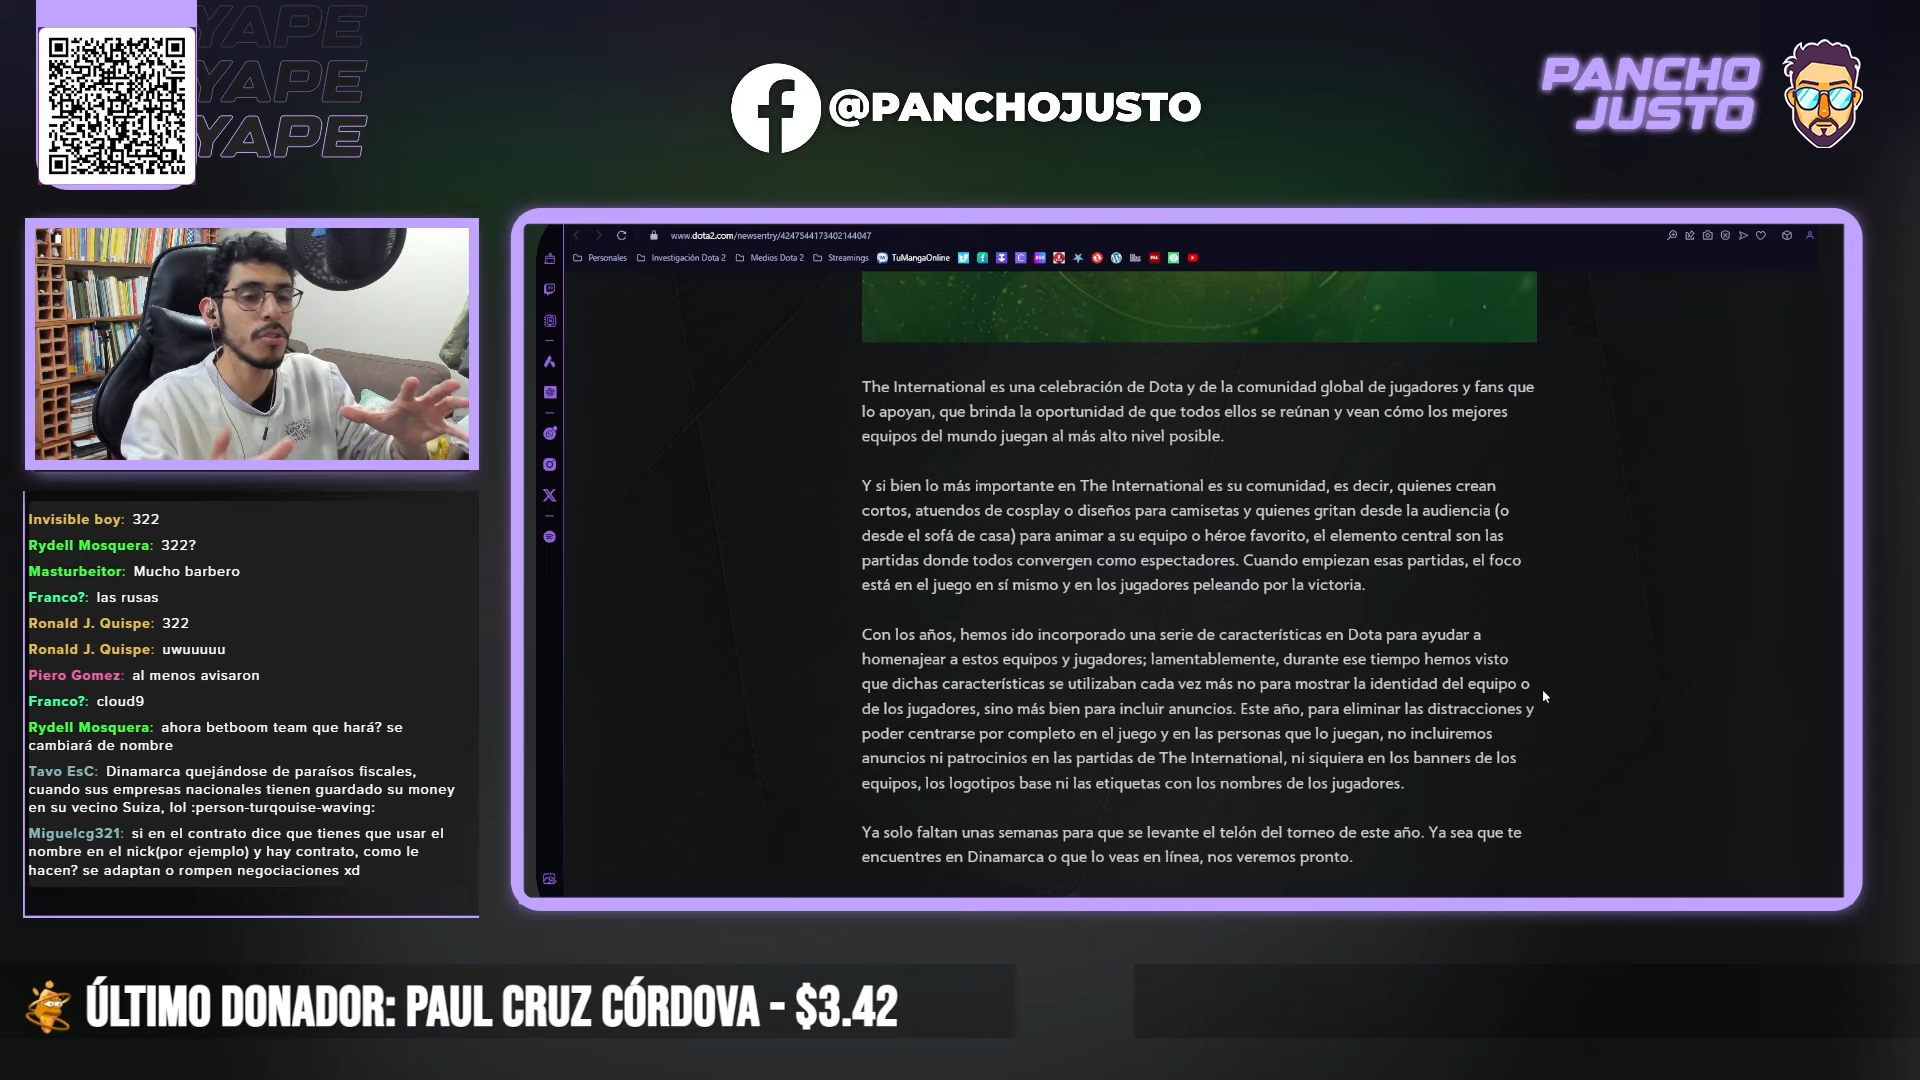 YAPE
YAPE
YAPE
@PANCHOJUSTO
PANCHO
JUSTO
www.dota2.com/newsentry/4247544173402144047
Personales
Investigación Dota 2
Medios Dota 2
Streamings
TuMangaOnline
The International es una celebración de Dota y de la comunidad global de jugadores y fans que
lo apoyan, que brinda la oportunidad de que todos ellos se reúnan y vean cómo los mejores
equipos del mundo juegan al más alto nivel posible.
Y si bien lo más importante en The International es su comunidad, es decir, quienes crean
cortos, atuendos de cosplay o diseños para camisetas y quienes gritan desde la audiencia (o
desde el sofá de casa) para animar a su equipo o héroe favorito, el elemento central son las
partidas donde todos convergen como espectadores. Cuando empiezan esas partidas, el foco
está en el juego en sí mismo y en los jugadores peleando por la victoria.
Con los años, hemos ido incorporado una serie de características en Dota para ayudar a
homenajear a estos equipos y jugadores; lamentablemente, durante ese tiempo hemos visto
que dichas características se utilizaban cada vez más no para mostrar la identidad del equipo o
de los jugadores, sino más bien para incluir anuncios. Este año, para eliminar las distracciones y
poder centrarse por completo en el juego y en las personas que lo juegan, no incluiremos
anuncios ni patrocinios en las partidas de The International, ni siquiera en los banners de los
equipos, los logotipos base ni las etiquetas con los nombres de los jugadores.
Ya solo faltan unas semanas para que se levante el telón del torneo de este año. Ya sea que te
encuentres en Dinamarca o que lo veas en línea, nos veremos pronto.
Invisible boy: 322
Rydell Mosquera: 322?
Masturbeitor: Mucho barbero
Franco?: las rusas
Ronald J. Quispe: 322
Ronald J. Quispe: uwuuuuu
Piero Gomez: al menos avisaron
Franco?: cloud9
Rydell Mosquera: ahora betboom team que hará? se
cambiará de nombre
Tavo EsC: Dinamarca quejándose de paraísos fiscales,
cuando sus empresas nacionales tienen guardado su money
en su vecino Suiza, lol :person-turqouise-waving:
Miguelcg321: si en el contrato dice que tienes que usar el
nombre en el nick(por ejemplo) y hay contrato, como le
hacen? se adaptan o rompen negociaciones xd
ÚLTIMO DONADOR: PAUL CRUZ CÓRDOVA - $3.42